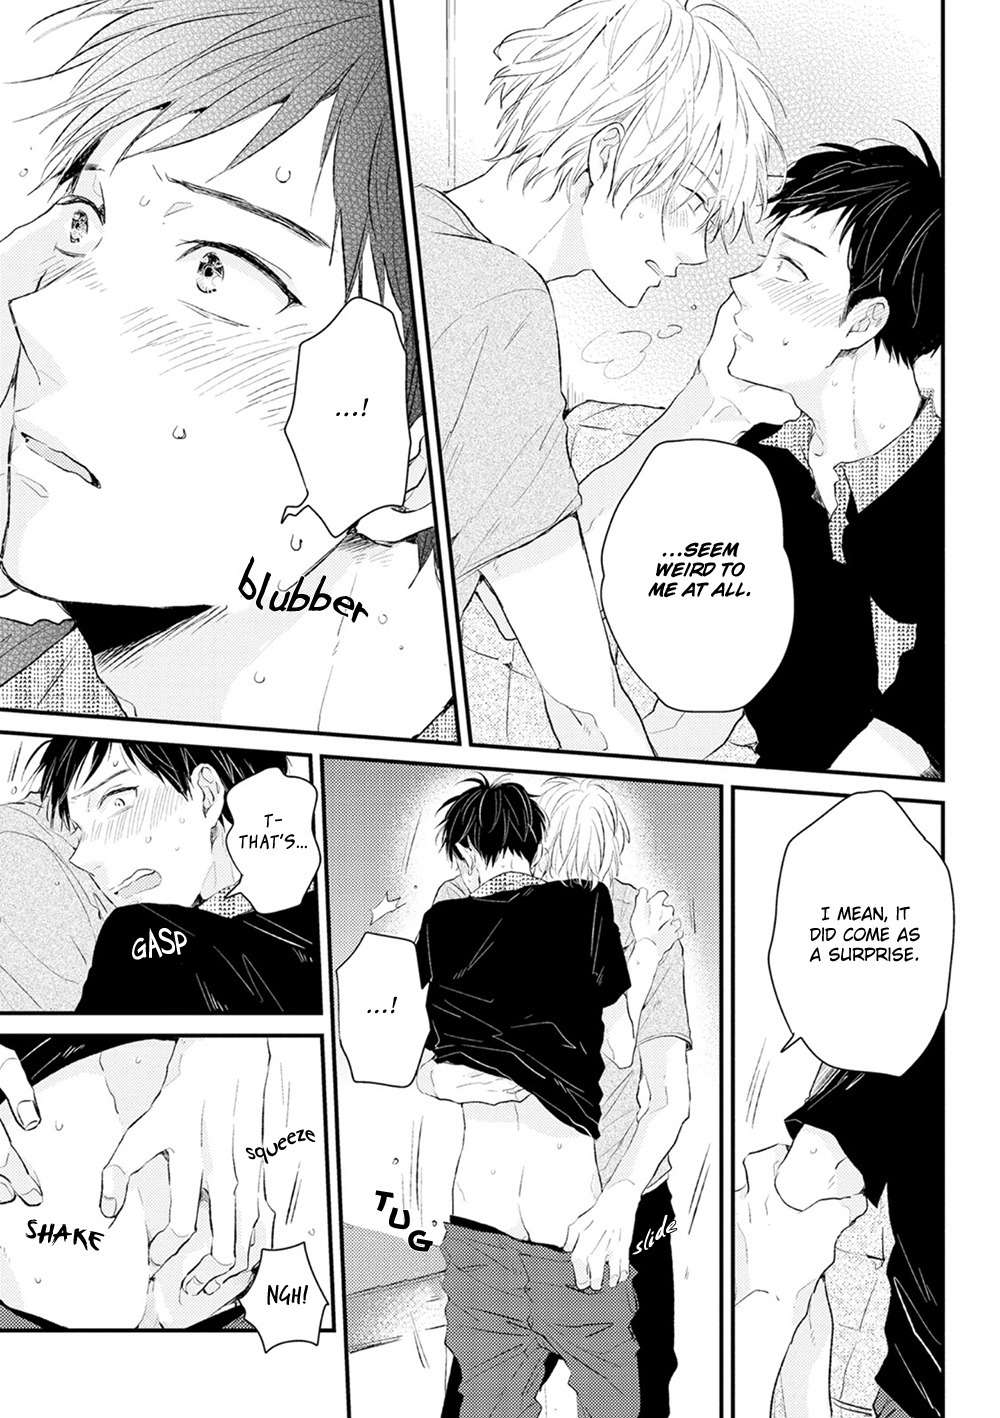 ...SEEM
WEIRD TO
ME AT ALL.
...!
blubber
I MEAN, IT
DID COME AS
A SURPRISE.
...!
TUG
slide
T-
THAT'S...
GASP
squeeze
SHAKE
NGH!